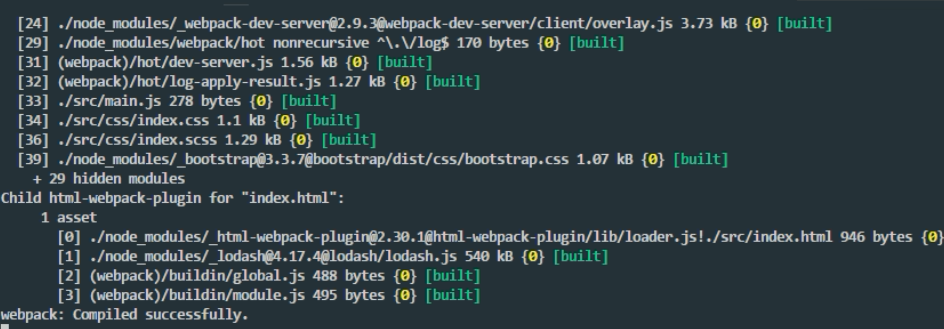 [24] ./node_modules/_webpack-dev-server@2.9.3@webpack-dev-server/client/overlay.js 3.73 kB {0} [built]
[29] ./node_modules/webpack/hot nonrecursive ^\.\/log$ 170 bytes {0} [built]
[31] (webpack)/hot/dev-server.js 1.56 kB {0} [built]
[32] (webpack)/hot/log-apply-result.js 1.27 kB {0} [built]
[33] ./src/main.js 278 bytes {0} [built]
[34] ./src/css/index.css 1.1 kB {0} [built]
[36] ./src/css/index.scss 1.29 kB {0} [built]
[39] ./node_modules/_bootstrap@3.3.7@bootstrap/dist/css/bootstrap.css 1.07 kB {0} [built]
+ 29 hidden modules
Child html-webpack-plugin for "index.html":
1 asset
[0] ./node_modules/_html-webpack-plugin@2.30.1@html-webpack-plugin/lib/loader.js!./src/index.html 946 bytes {0}
[1] ./node_modules/_lodash@4.17.4@lodash/lodash.js 540 kB {0} [built]
[2] (webpack)/buildin/global.js 488 bytes {0} [built]
[3] (webpack)/buildin/module.js 495 bytes {0} [built]
webpack: Compiled successfully.